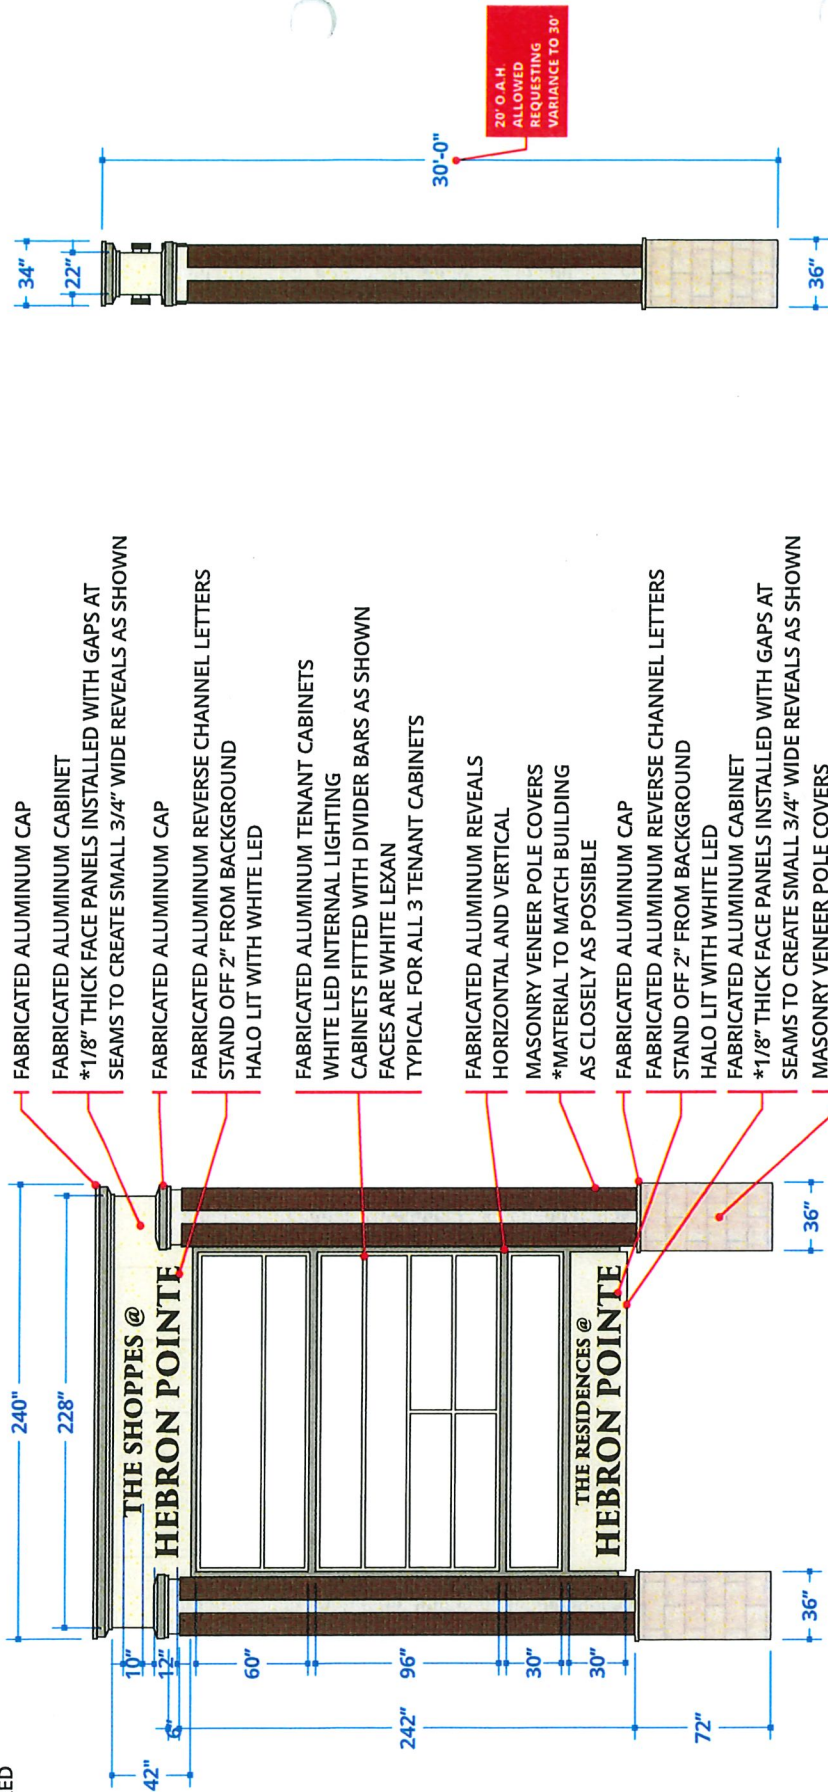 34"
22"
30'-0"
20' O.A.H.
ALLOWED
REQUESTING
VARIANCE TO 30'
36"
FABRICATED ALUMINUM CAP
FABRICATED ALUMINUM CABINET
*1/8" THICK FACE PANELS INSTALLED WITH GAPS AT
SEAMS TO CREATE SMALL 3/4" WIDE REVEALS AS SHOWN
FABRICATED ALUMINUM CAP
FABRICATED ALUMINUM REVERSE CHANNEL LETTERS
STAND OFF 2" FROM BACKGROUND
HALO LIT WITH WHITE LED
FABRICATED ALUMINUM TENANT CABINETS
WHITE LED INTERNAL LIGHTING
CABINETS FITTED WITH DIVIDER BARS AS SHOWN
FACES ARE WHITE LEXAN
TYPICAL FOR ALL 3 TENANT CABINETS
FABRICATED ALUMINUM REVEALS
HORIZONTAL AND VERTICAL
MASONRY VENEER POLE COVERS
*MATERIAL TO MATCH BUILDING
AS CLOSELY AS POSSIBLE
FABRICATED ALUMINUM CAP
FABRICATED ALUMINUM REVERSE CHANNEL LETTERS
STAND OFF 2" FROM BACKGROUND
HALO LIT WITH WHITE LED
FABRICATED ALUMINUM CABINET
*1/8" THICK FACE PANELS INSTALLED WITH GAPS AT
SEAMS TO CREATE SMALL 3/4" WIDE REVEALS AS SHOWN
MASONRY VENEER POLE COVERS
240"
228"
THE SHOPPES @
HEBRON POINTE
THE RESIDENCES @
HEBRON POINTE
10"
12"
6"
42"
60"
96"
30"
30"
242"
72"
36"
36"
ED